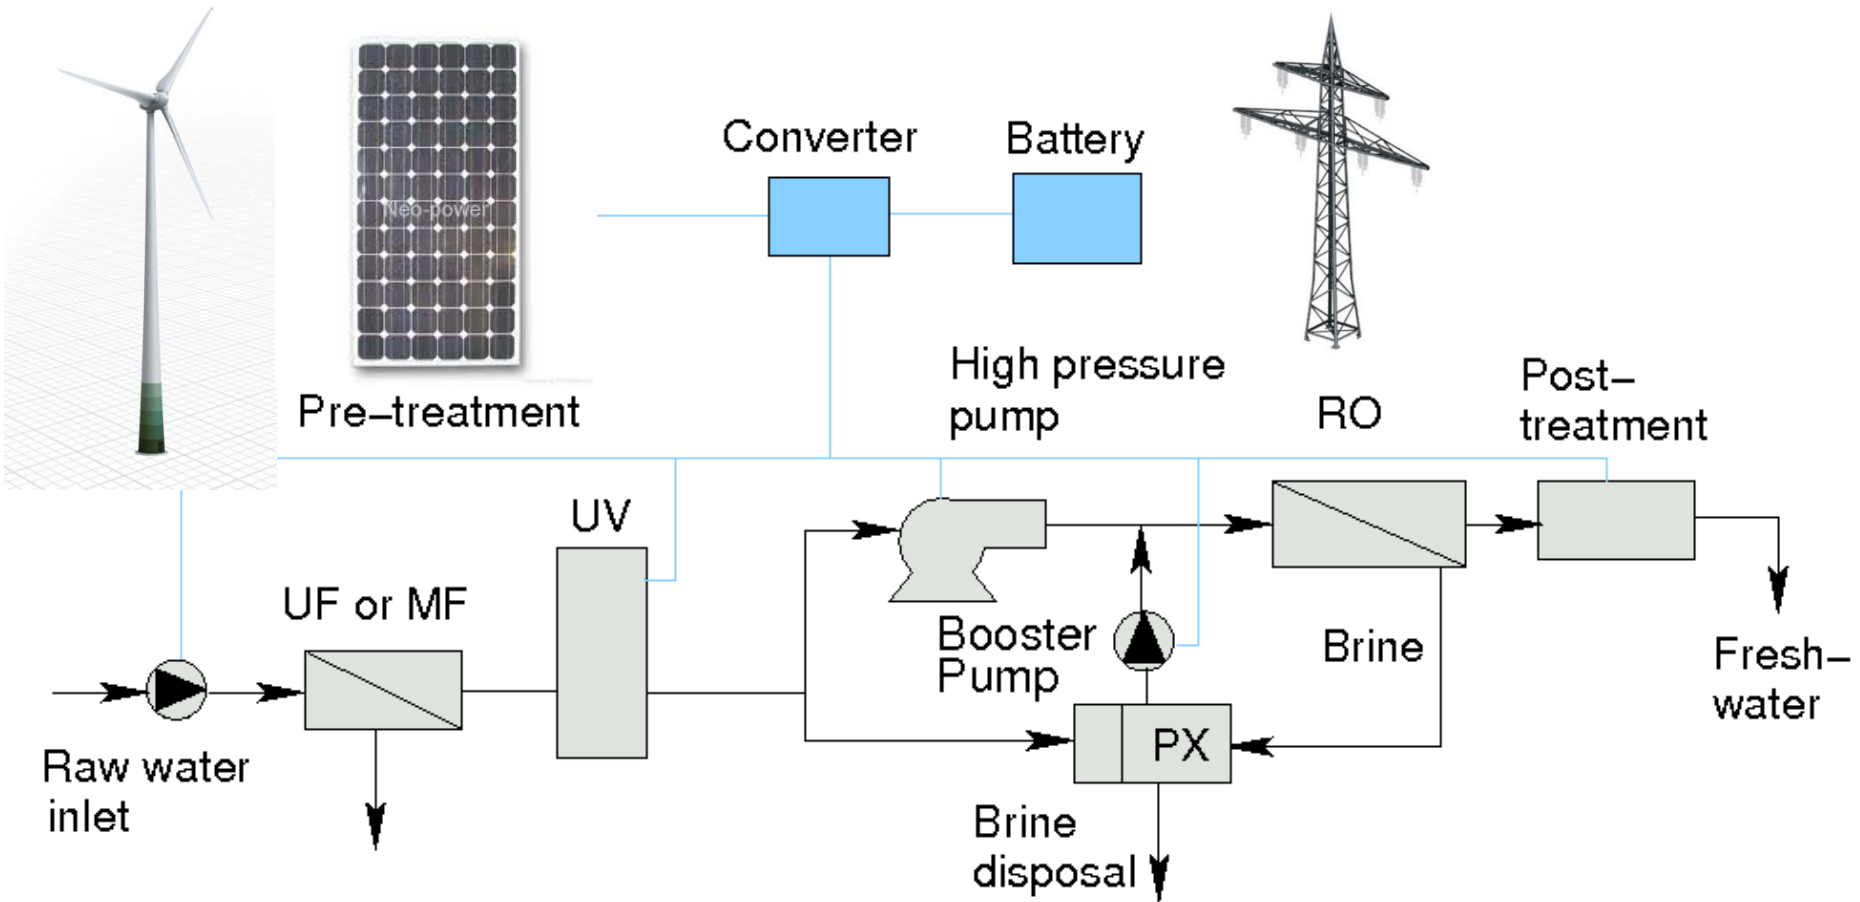 Converter
Battery
Neo-power
Pre-treatment
High pressure
pump
RO
Post-
treatment
UV
UF or MF
Booster
Pump
Brine
Fresh-
water
PX
Raw water
inlet
Brine
disposal